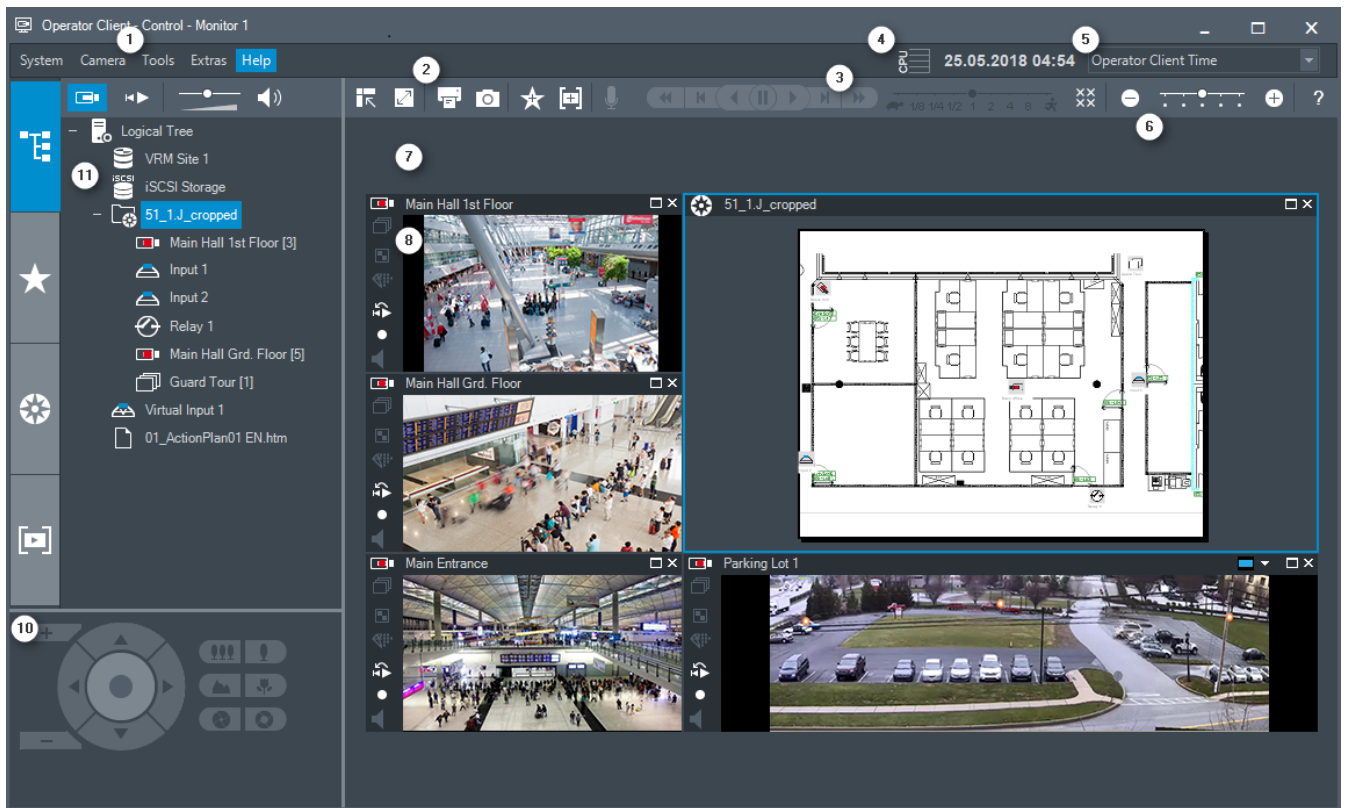 Operator Client - Control - Monitor 1
1
System Camera Tools Extras Help
4
CPU
25.05.2018 04:54
5
Operator Client Time
2
3
1/8 1/4 1/2 1 2 4 8
?
6
Logical Tree
VRM Site 1
11
iSCSI
iSCSI Storage
51_1.J_cropped
Main Hall 1st Floor [3]
Input 1
Input 2
Relay 1
Main Hall Grd. Floor [5]
Guard Tour [1]
Virtual Input 1
01_ActionPlan01 EN.htm
10
7
Main Hall 1st Floor
8
51_1.J_cropped
Relay 1
Main Hall Grd. Floor
Main Entrance
Parking Lot 1